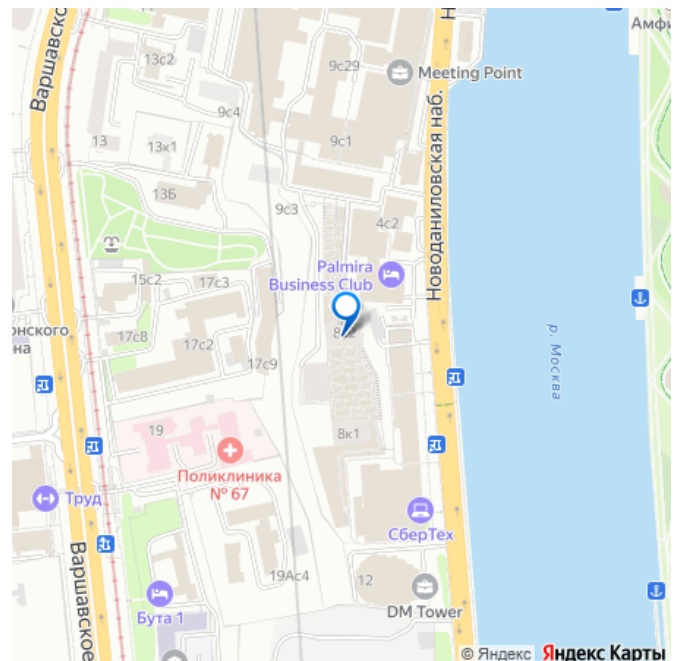 Варшавско
13с2
9с29
Meeting Point
Амфи
Н
9с4
13
13к1
9с1
13Б
9с3
4с2
Новоданиловская наб.
Palmira
Business Club
15с2
17с3
17с8
17с2
17с9
онского
на
р. Москва
19
8к1
Поликлиника
№ 67
Труд
СберТех
Варшавское
19Ас4
12
Бута 1
DM Tower
© Яндекс Яндекс Карты